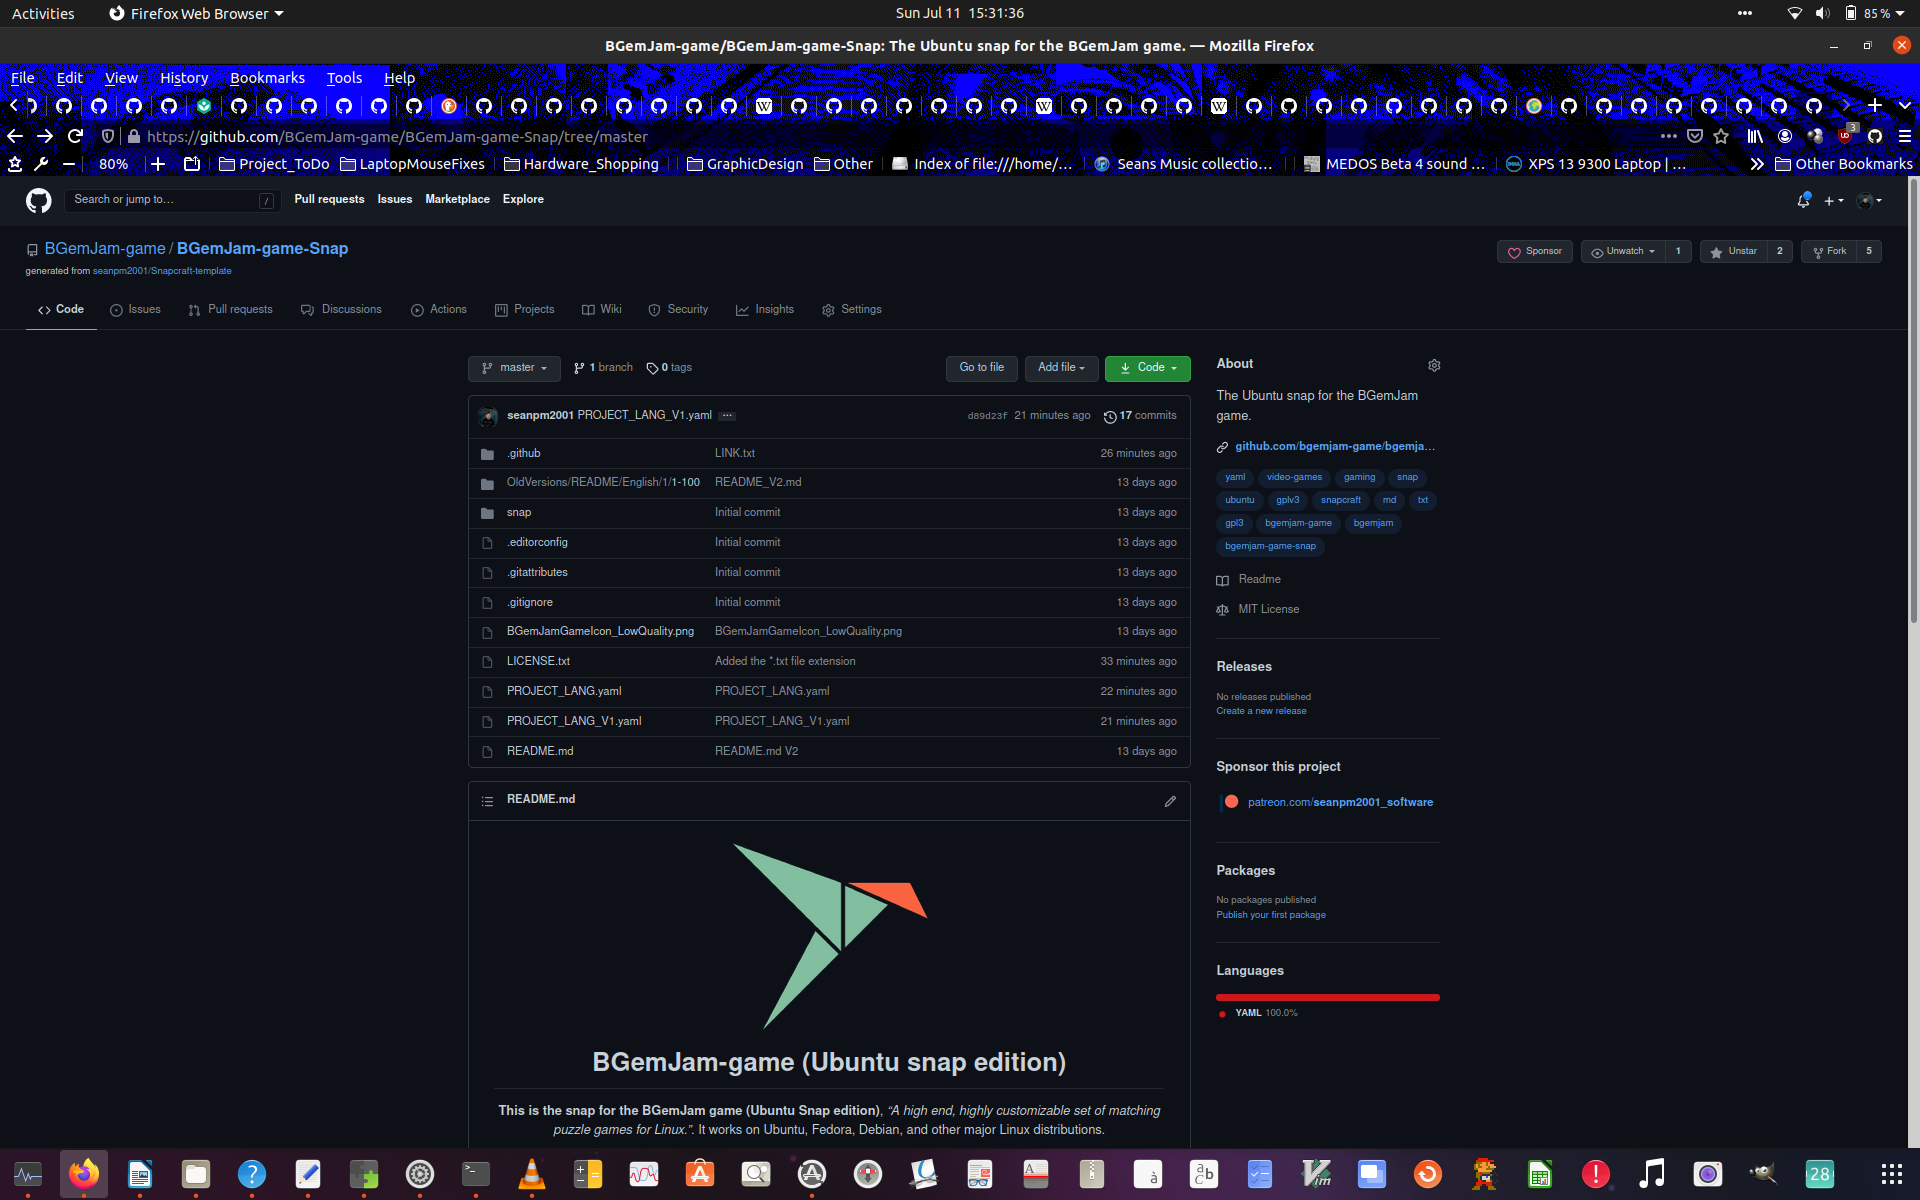 Activities Firefox Web Browser Sun Jul 11 15:31:36 85 %
BGemJam-game/BGemJam-game-Snap: The Ubuntu snap for the BGemJam game. — Mozilla Firefox
File Edit View History Bookmarks Tools Help
https://github.com/BGemJam-game/BGemJam-game-Snap/tree/master 3
80% Project_ToDo LaptopMouseFixes Hardware_Shopping GraphicDesign Other Index of file:///home/… Seans Music collectio… MEDOS Beta 4 sound … XPS 13 9300 Laptop | … Other Bookmarks
Search or jump to… / Pull requests Issues Marketplace Explore
BGemJam-game / BGemJam-game-Snap
Sponsor Unwatch 1 Unstar 2 Fork 5
generated from seanpm2001/Snapcraft-template
Code Issues Pull requests Discussions Actions Projects Wiki Security Insights Settings
master 1 branch 0 tags Go to file Add file Code
seanpm2001 PROJECT_LANG_V1.yaml ... d89d23f 21 minutes ago 17 commits
.github LINK.txt 26 minutes ago
OldVersions/README/English/1/1-100 README_V2.md 13 days ago
snap Initial commit 13 days ago
.editorconfig Initial commit 13 days ago
.gitattributes Initial commit 13 days ago
.gitignore Initial commit 13 days ago
BGemJamGameIcon_LowQuality.png BGemJamGameIcon_LowQuality.png 13 days ago
LICENSE.txt Added the *.txt file extension 33 minutes ago
PROJECT_LANG.yaml PROJECT_LANG.yaml 22 minutes ago
PROJECT_LANG_V1.yaml PROJECT_LANG_V1.yaml 21 minutes ago
README.md README.md V2 13 days ago
README.md
BGemJam-game (Ubuntu snap edition)
This is the snap for the BGemJam game (Ubuntu Snap edition), “A high end, highly customizable set of matching
puzzle games for Linux.”. It works on Ubuntu, Fedora, Debian, and other major Linux distributions.
About
The Ubuntu snap for the BGemJam
game.
github.com/bgemjam-game/bgemja…
yaml video-games gaming snap
ubuntu gplv3 snapcraft md txt
gpl3 bgemjam-game bgemjam
bgemjam-game-snap
Readme
MIT License
Releases
No releases published
Create a new release
Sponsor this project
patreon.com/seanpm2001_software
Packages
No packages published
Publish your first package
Languages
YAML 100.0%
28